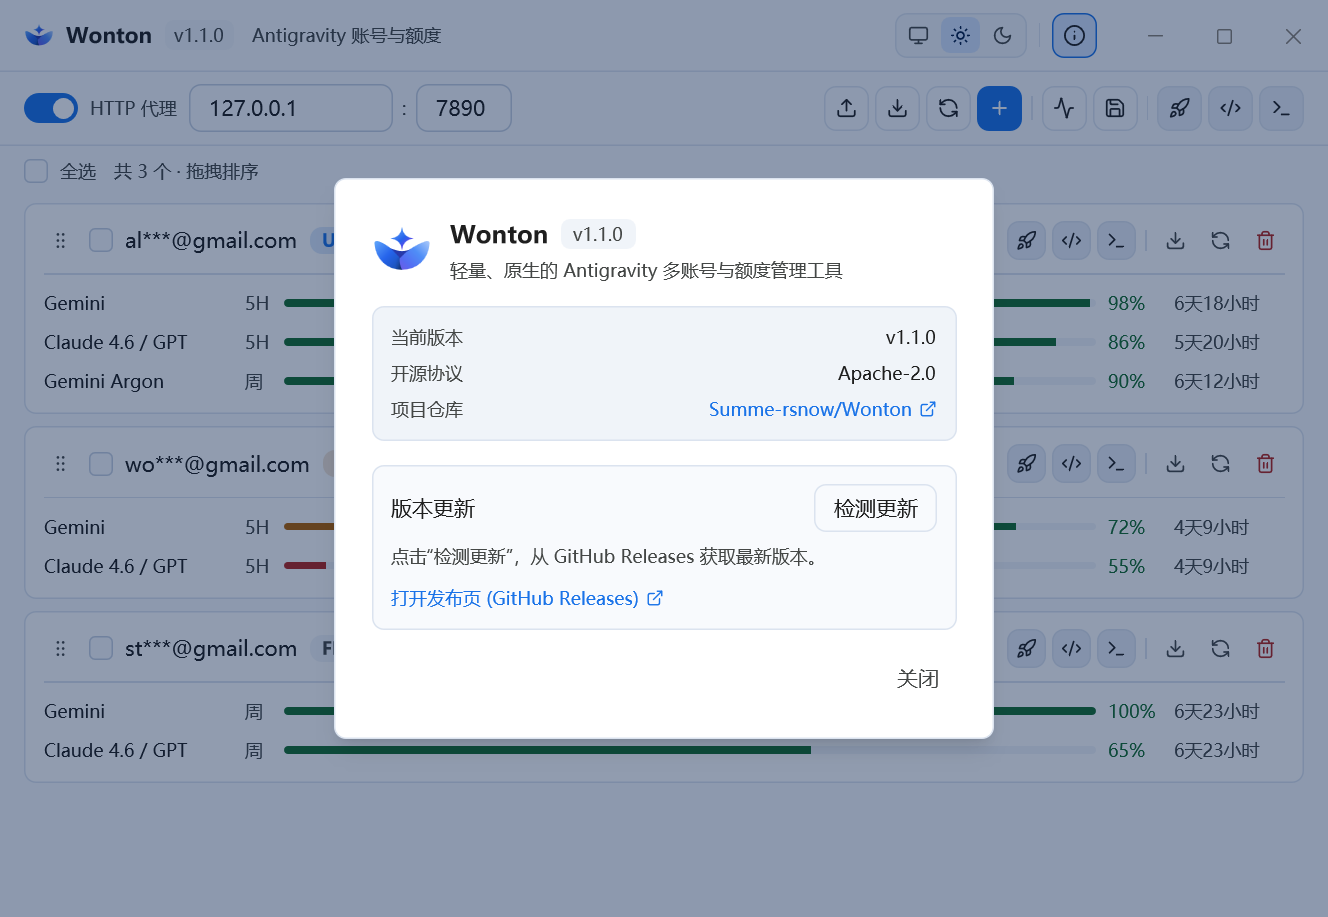 Wonton v1.1.0 Antigravity 账号与额度
HTTP 代理 127.0.0.1 : 7890
全选 共 3 个 · 拖拽排序
al***@gmail.com
Gemini 5H 98% 6天18小时
Claude 4.6 / GPT 5H 86% 5天20小时
Gemini Argon 周 90% 6天12小时
wo***@gmail.com
Gemini 5H 72% 4天9小时
Claude 4.6 / GPT 5H 55% 4天9小时
st***@gmail.com
Gemini 周 100% 6天23小时
Claude 4.6 / GPT 周 65% 6天23小时
Wonton v1.1.0
轻量、原生的 Antigravity 多账号与额度管理工具
当前版本 v1.1.0
开源协议 Apache-2.0
项目仓库 Summe-rsnow/Wonton
版本更新 检测更新
点击“检测更新”，从 GitHub Releases 获取最新版本。
打开发布页 (GitHub Releases)
关闭